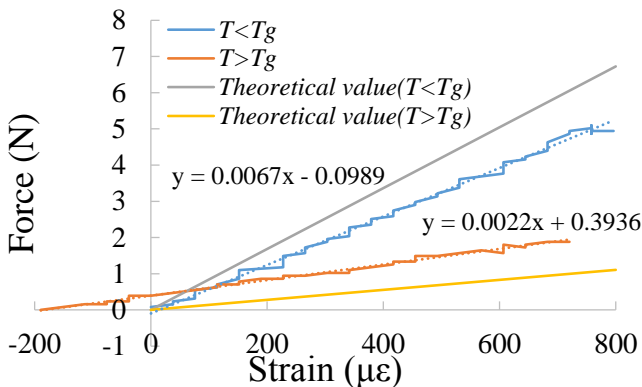 8
7
6
5
4
3
2
1
0
-1
T<Tg
T>Tg
Theoretical value(T<Tg)
Theoretical value(T>Tg)
y = 0.0067x - 0.0989
y = 0.0022x + 0.3936
-200 0 200 400 600 800
Force (N)
Strain (με)